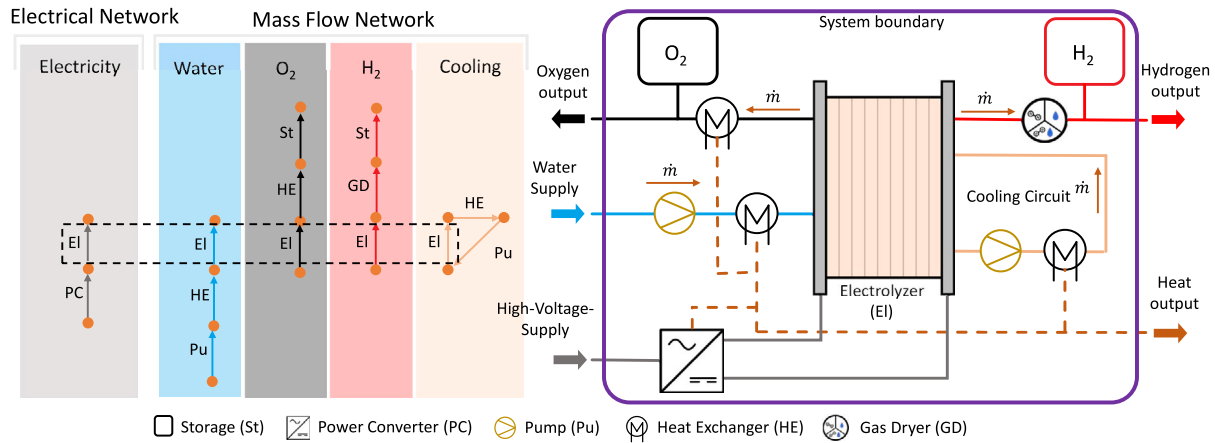 Electrical Network
Mass Flow Network
Electricity
Water
O₂
H₂
Cooling
St
St
HE
GD
HE
El
El
El
El
El
Pu
PC
HE
Pu
System boundary
O₂
H₂
Oxygen
output
ṁ
ṁ
Hydrogen
output
Water
Supply
ṁ
Cooling Circuit
ṁ
Electrolyzer
(El)
High-Voltage-
Supply
Heat
output
Storage (St)
Power Converter (PC)
Pump (Pu)
Heat Exchanger (HE)
Gas Dryer (GD)